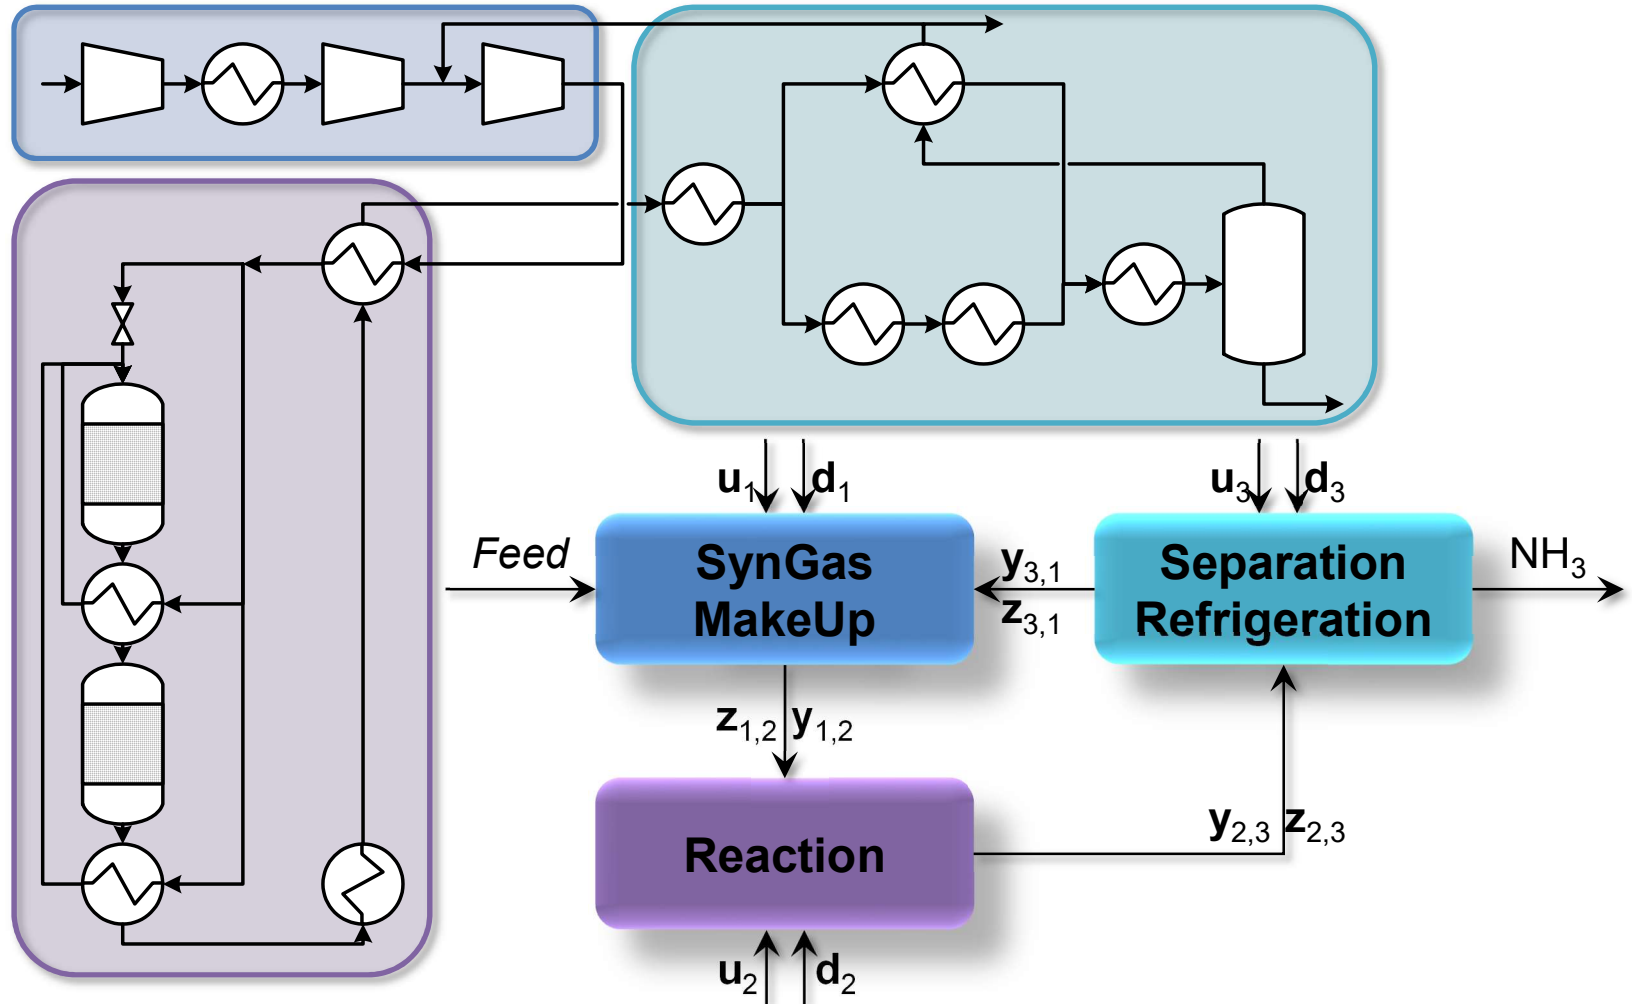 u1 d1
u3 d3
Feed
SynGas
MakeUp
y3,1
z3,1
Separation
Refrigeration
NH3
z1,2 y1,2
Reaction
y2,3 z2,3
u2 d2